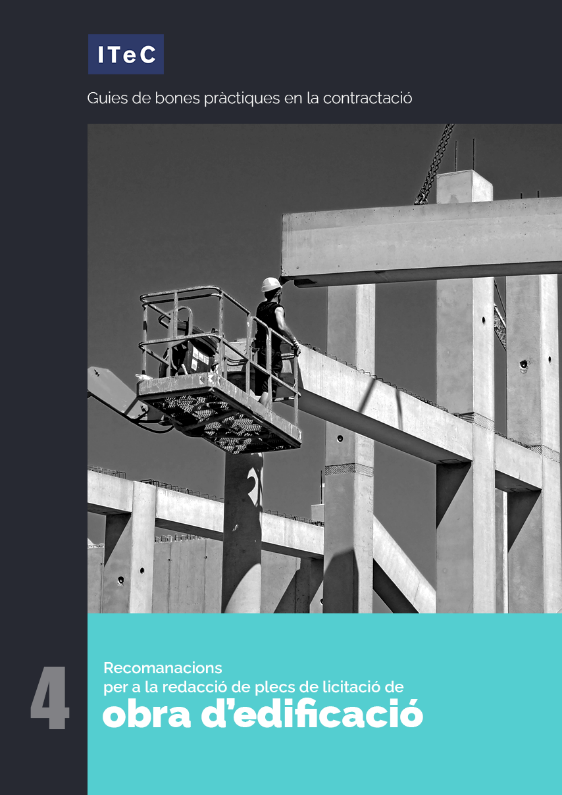 ITeC
Guies de bones pràctiques en la contractació
4
Recomanacions
per a la redacció de plecs de licitació de
obra d'edificació